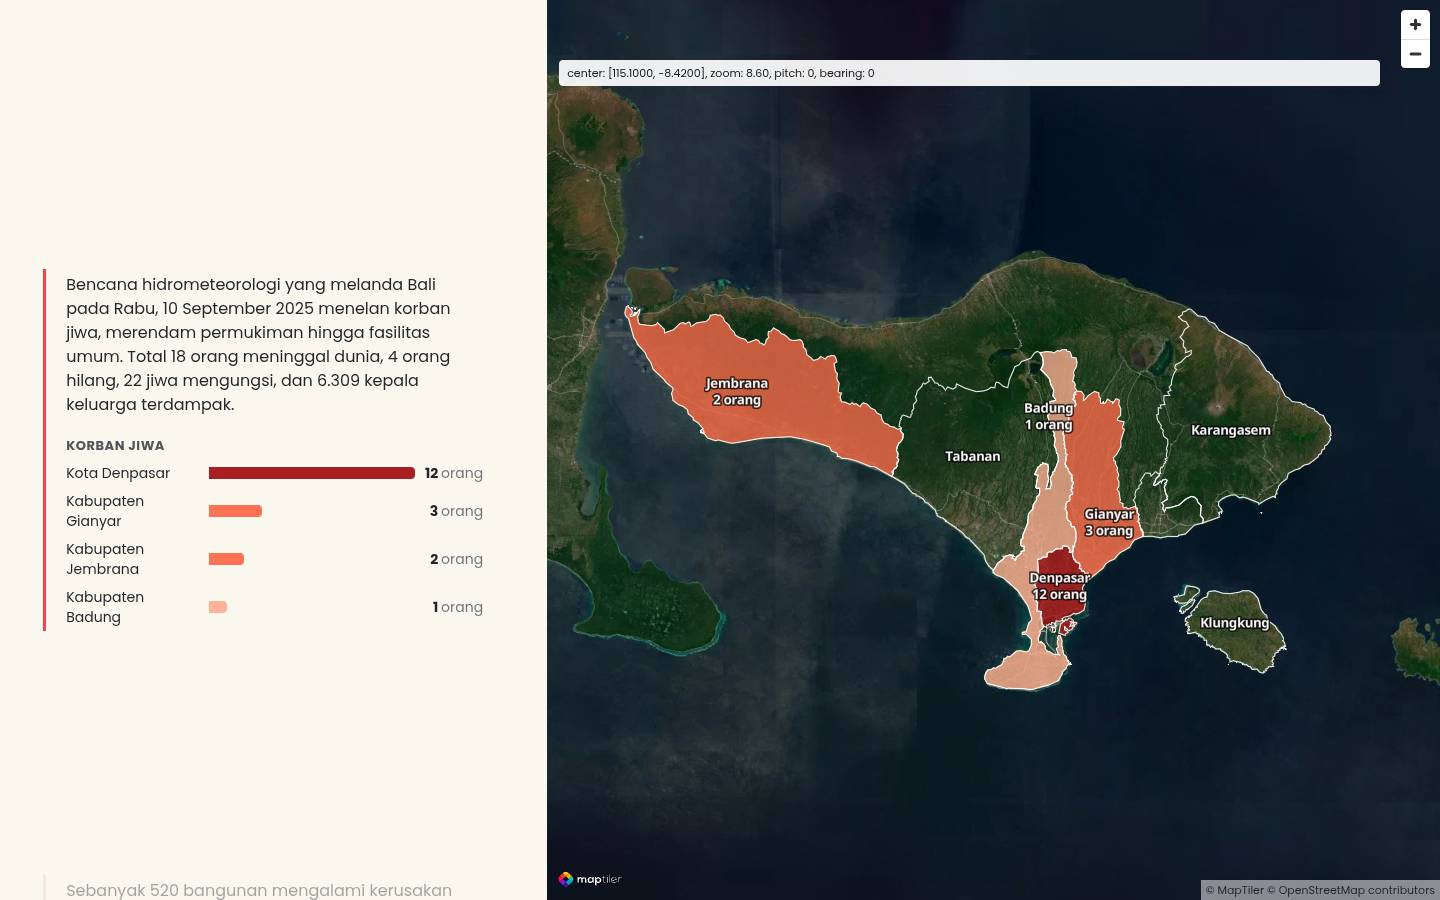 Bencana hidrometeorologi yang melanda Bali
pada Rabu, 10 September 2025 menelan korban
jiwa, merendam permukiman hingga fasilitas
umum. Total 18 orang meninggal dunia, 4 orang
hilang, 22 jiwa mengungsi, dan 6.309 kepala
keluarga terdampak.
KORBAN JIWA
Kota Denpasar 12 orang
Kabupaten
Gianyar 3 orang
Kabupaten
Jembrana 2 orang
Kabupaten
Badung 1 orang
Sebanyak 520 bangunan mengalami kerusakan
center: [115.1000, -8.4200], zoom: 8.60, pitch: 0, bearing: 0
+
−
Jembrana
2 orang
Badung
1 orang
Tabanan
Karangasem
Gianyar
3 orang
Denpasar
12 orang
Klungkung
maptiler
© MapTiler © OpenStreetMap contributors